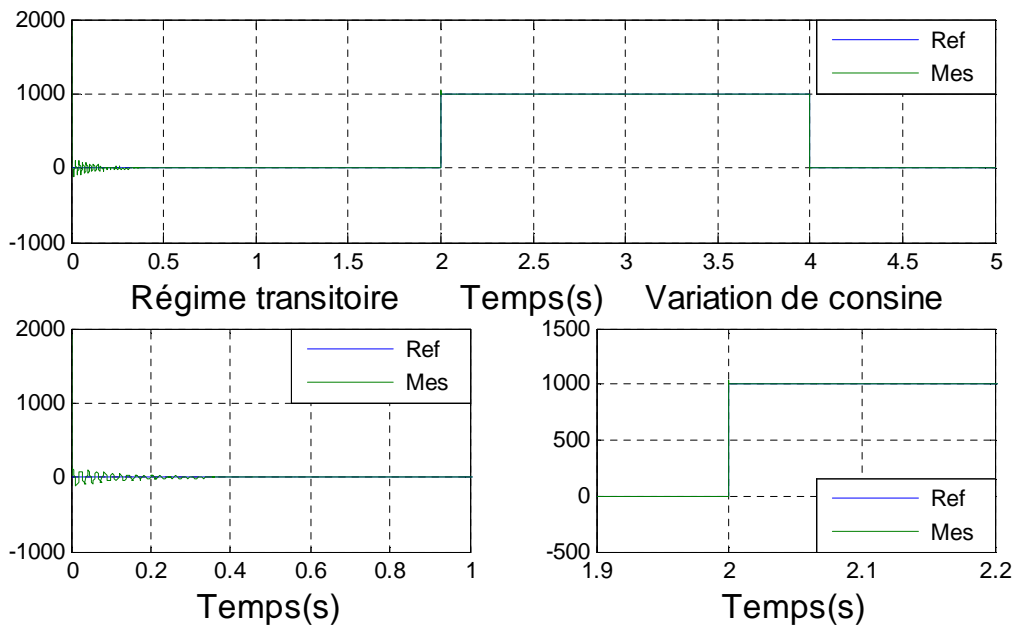 2000
1000
0
-1000
Ref
Mes
0 0.5 1 1.5 2 2.5 3 3.5 4 4.5 5
Régime transitoire Temps(s) Variation de consine
2000
1000
0
-1000
Ref
Mes
0 0.2 0.4 0.6 0.8 1
Temps(s)
1500
1000
500
0
-500
Ref
Mes
1.9 2 2.1 2.2
Temps(s)